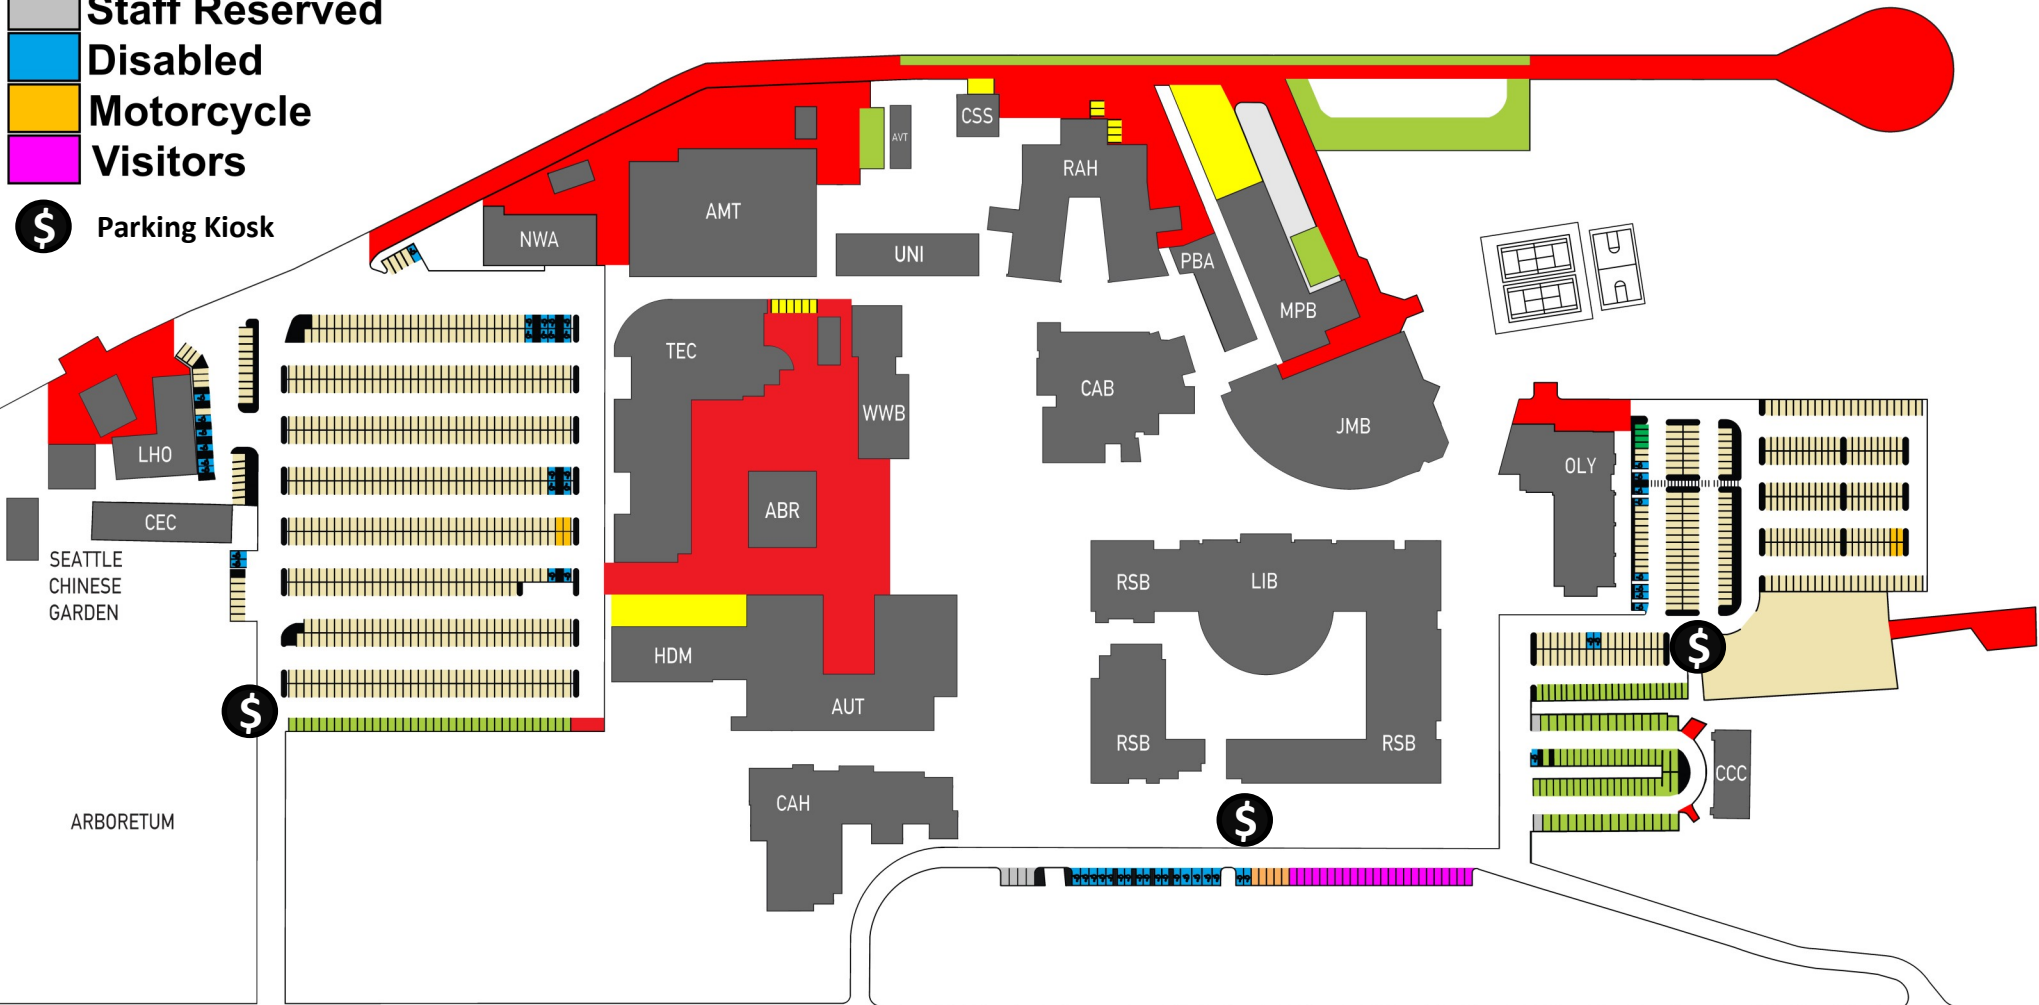 Staff Reserved
Disabled
Motorcycle
Visitors
$ Parking Kiosk
CSS
AVT
RAH
AMT
NWA
UNI
PBA
MPB
TEC
CAB
WWB
JMB
LHO
OLY
ABR
CEC
SEATTLE
CHINESE
GARDEN
RSB
LIB
HDM
$
$
AUT
RSB
RSB
CCC
CAH
$
ARBORETUM